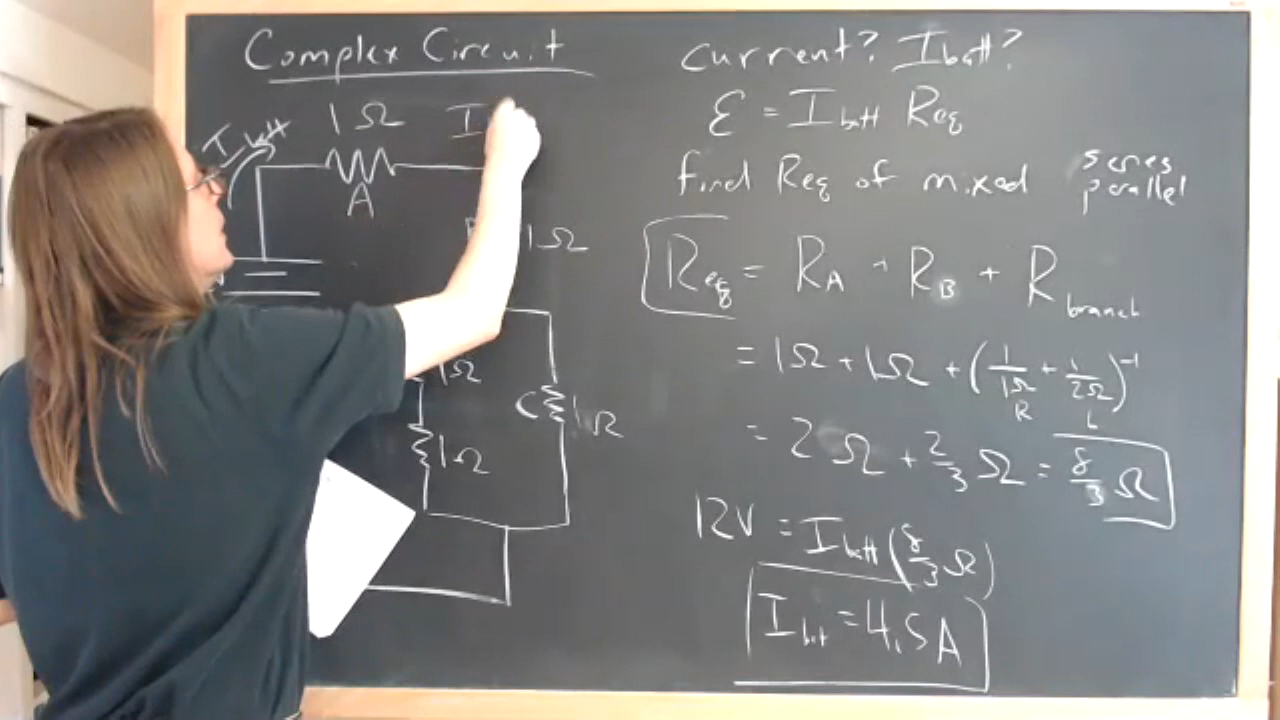 Complex Circuit
I batt
1Ω
A
I
1Ω
1Ω
1Ω
C 1Ω
Current? Ibatt?
Ɛ = Ibatt Req
find Req of mixed series parallel
Req = RA + RB + Rbranch
= 1Ω + 1Ω + (1/1Ω + 1/2Ω)⁻¹
R L
= 2Ω + 2/3 Ω = 8/3 Ω
12V = Ibatt (8/3 Ω)
Ibat = 4.5A